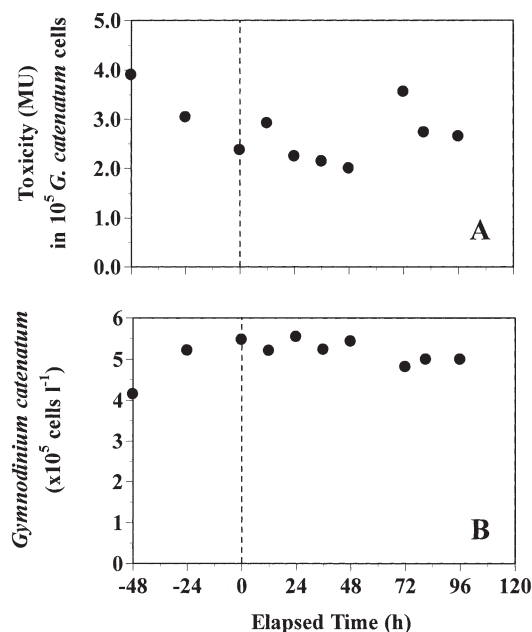 Toxicity (MU)
in 10⁵ G. catenatum cells
5.0
4.0
3.0
2.0
1.0
0.0
A
Gymnodinium catenatum
(x10⁵ cells l⁻¹)
6
5
4
3
2
1
0
B
-48 -24 0 24 48 72 96 120
Elapsed Time (h)